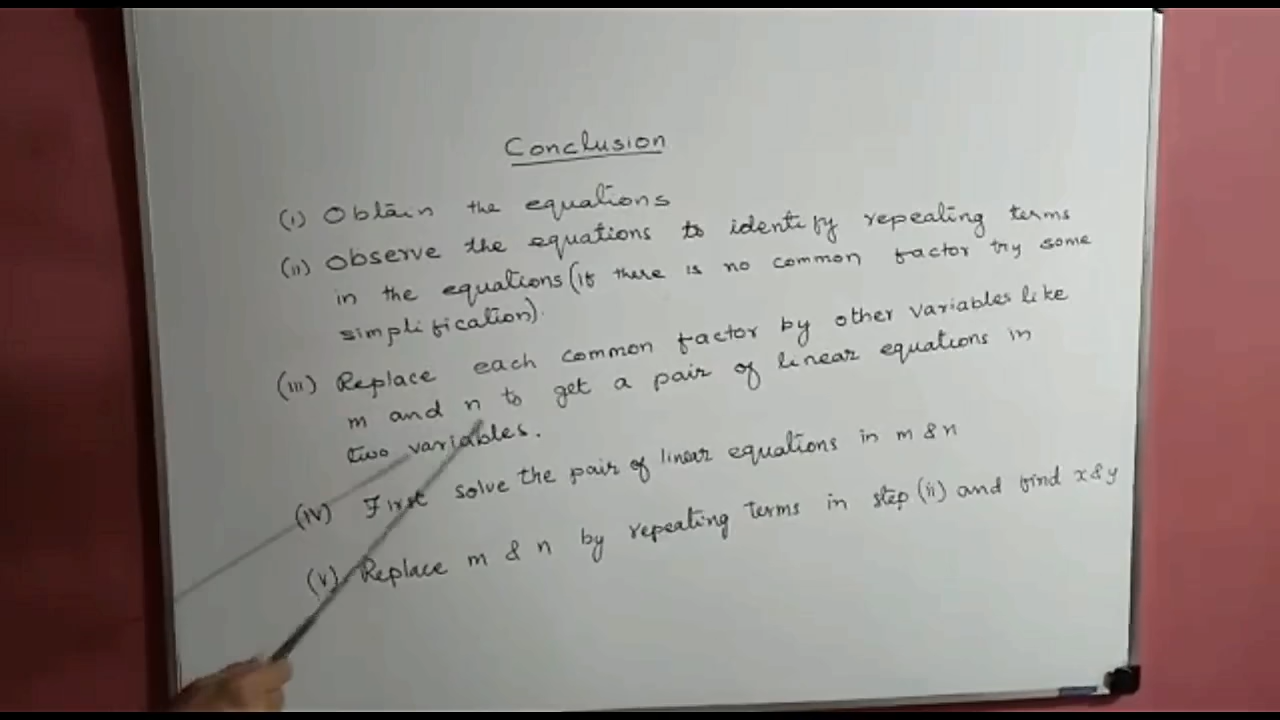 Conclusion
(i) Obtain the equations
(ii) Observe the equations to identify repeating terms
in the equations (if there is no common factor try some
simplification).
(iii) Replace each common factor by other variables like
m and n to get a pair of linear equations in
two variables.
(iv) First solve the pair of linear equations in m & n
(v) Replace m & n by repeating terms in step (ii) and find x & y